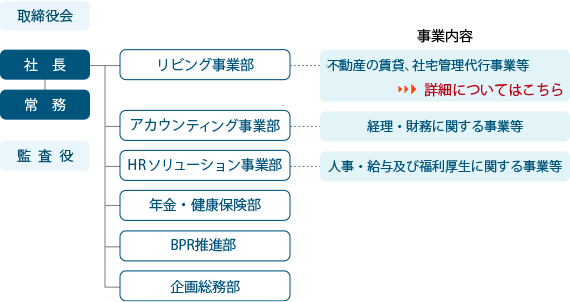 取締役会
事業内容
社 長
リビング事業部
不動産の賃貸、社宅管理代行事業等
詳細についてはこちら
常 務
アカウンティング事業部
経理・財務に関する事業等
監 査 役
HRソリューション事業部
人事・給与及び福利厚生に関する事業等
年金・健康保険部
BPR推進部
企画総務部